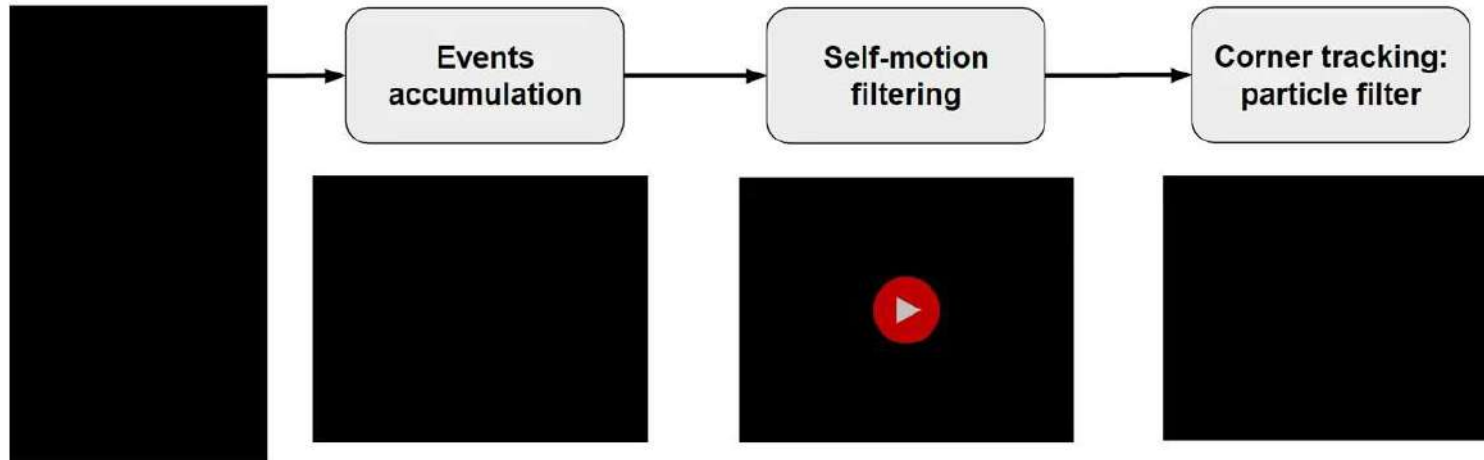 Events
accumulation
Self-motion
filtering
Corner tracking:
particle filter